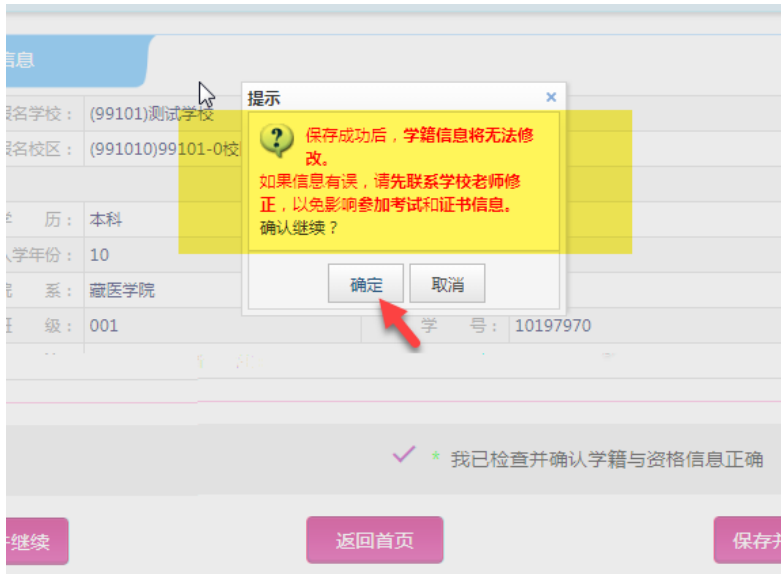 信息
提示
×
报名学校： (99101)测试学校
报名校区： (991010)99101-0校
保存成功后，学籍信息将无法修
改。
如果信息有误，请先联系学校老师修
正，以免影响参加考试和证书信息。
确认继续？
确定 取消
学 历： 本科
入学年份： 10
院 系： 藏医学院
班 级： 001
学 号： 10197970
* 我已检查并确认学籍与资格信息正确
继续
返回首页
保存并